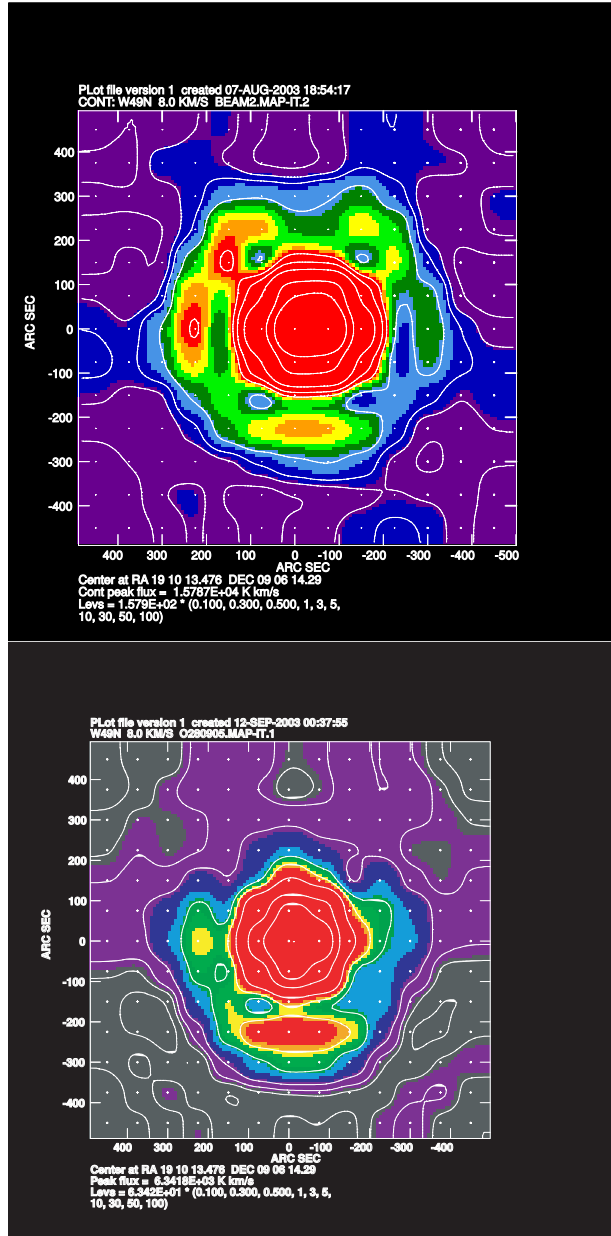 PLot file version 1 created 07-AUG-2003 18:54:17
CONT: W49N 8.0 KM/S BEAM2.MAP-IT.2
400
300
200
100
0
-100
-200
-300
-400
ARC SEC
400 300 200 100 0 -100 -200 -300 -400 -500
ARC SEC
Center at RA 19 10 13.476 DEC 09 06 14.29
Cont peak flux = 1.5787E+04 K km/s
Levs = 1.579E+02 * (0.100, 0.300, 0.500, 1, 3, 5,
10, 30, 50, 100)
PLot file version 1 created 12-SEP-2003 00:37:55
W49N 8.0 KM/S O280905.MAP-IT.1
400
300
200
100
0
-100
-200
-300
-400
ARC SEC
400 300 200 100 0 -100 -200 -300 -400
ARC SEC
Center at RA 19 10 13.476 DEC 09 06 14.29
Peak flux = 6.3418E+03 K km/s
Levs = 6.342E+01 * (0.100, 0.300, 0.500, 1, 3, 5,
10, 30, 50, 100)